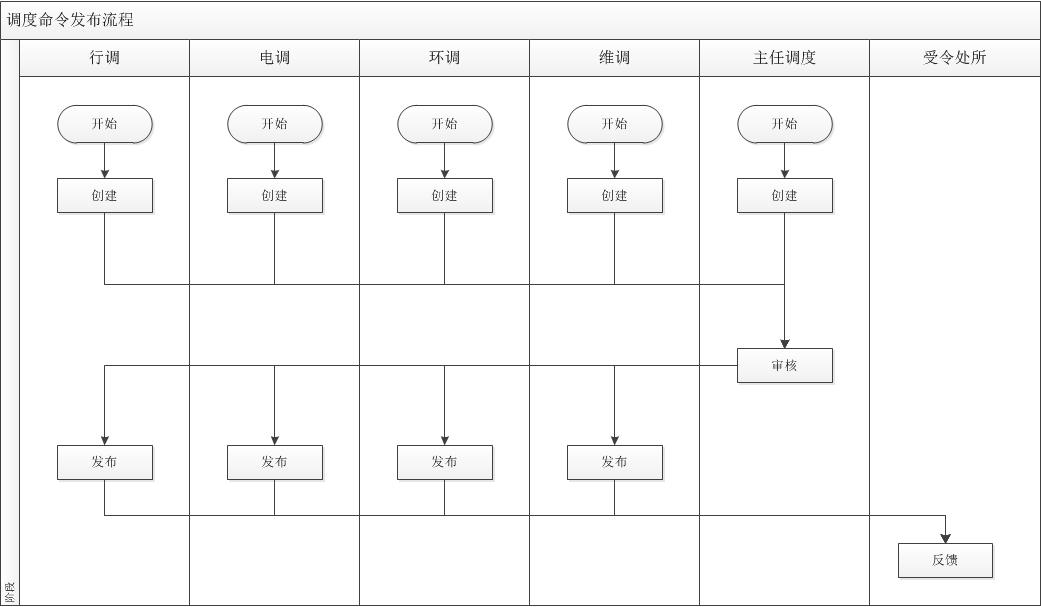 调度命令发布流程
行调 电调 环调 维调 主任调度 受令处所
开始 开始 开始 开始 开始
创建 创建 创建 创建 创建
审核
发布 发布 发布 发布
反馈
阶段